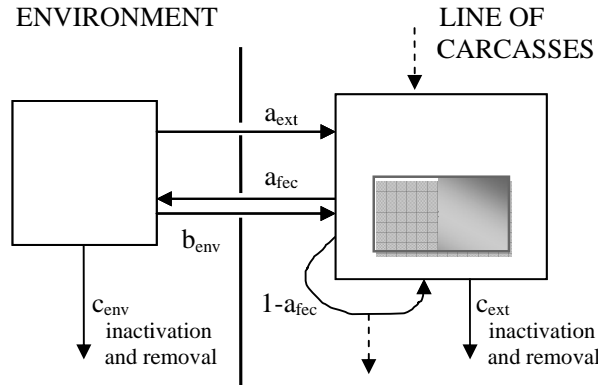 ENVIRONMENT
LINE OF
CARCASSES
a_ext
a_fec
b_env
1-a_fec
c_env
inactivation
and removal
c_ext
inactivation
and removal